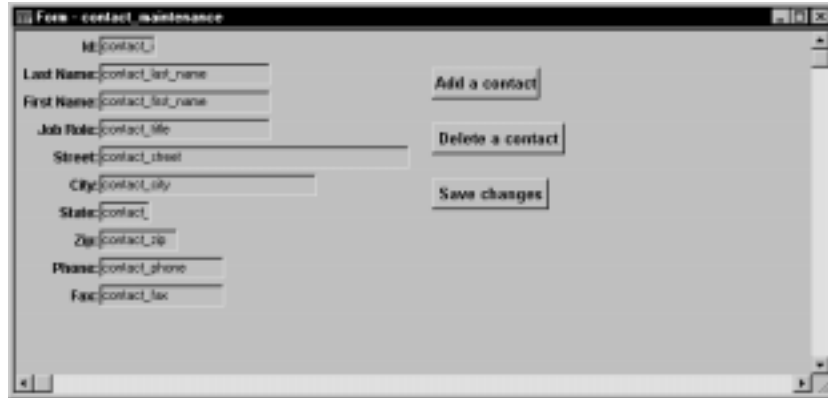 Form - contact_maintenance
Id: contact_i
Last Name: contact_last_name
First Name: contact_first_name
Job Role: contact_title
Street: contact_street
City: contact_city
State: contact_
Zip: contact_zip
Phone: contact_phone
Fax: contact_fax
Add a contact
Delete a contact
Save changes